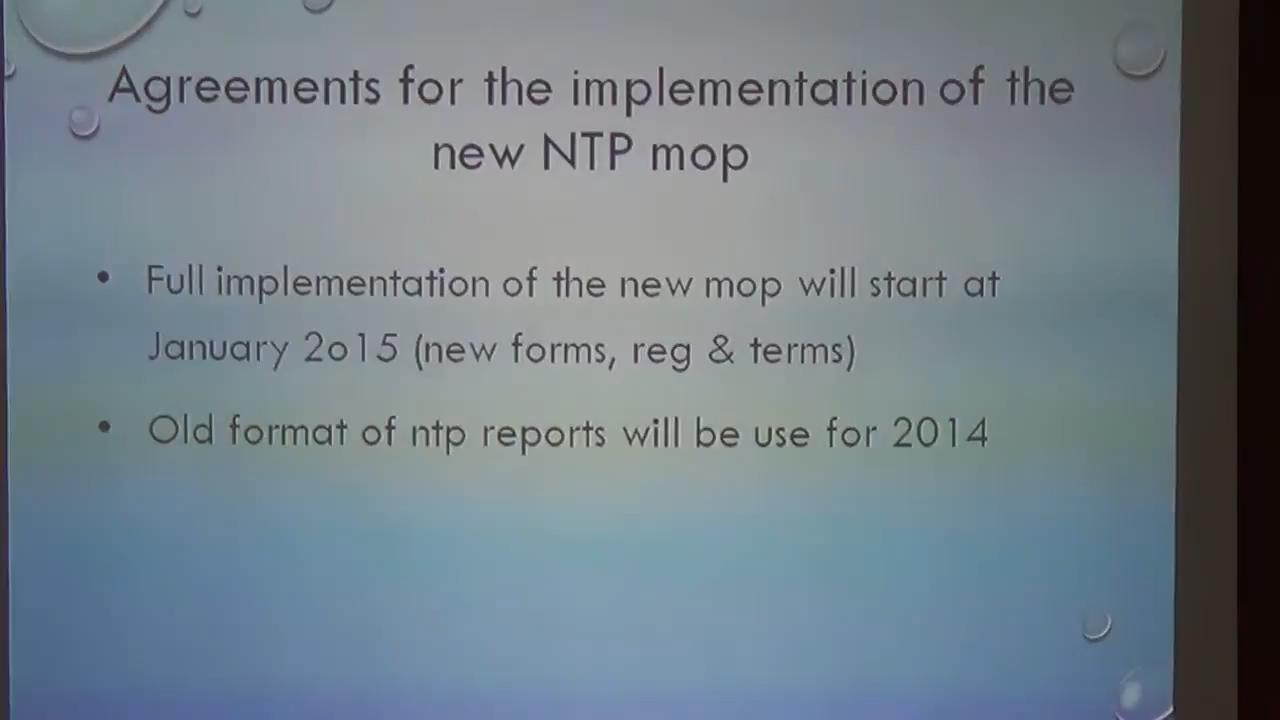 Agreements for the implementation of the
new NTP mop
• Full implementation of the new mop will start at
January 2o15 (new forms, reg & terms)
• Old format of ntp reports will be use for 2014